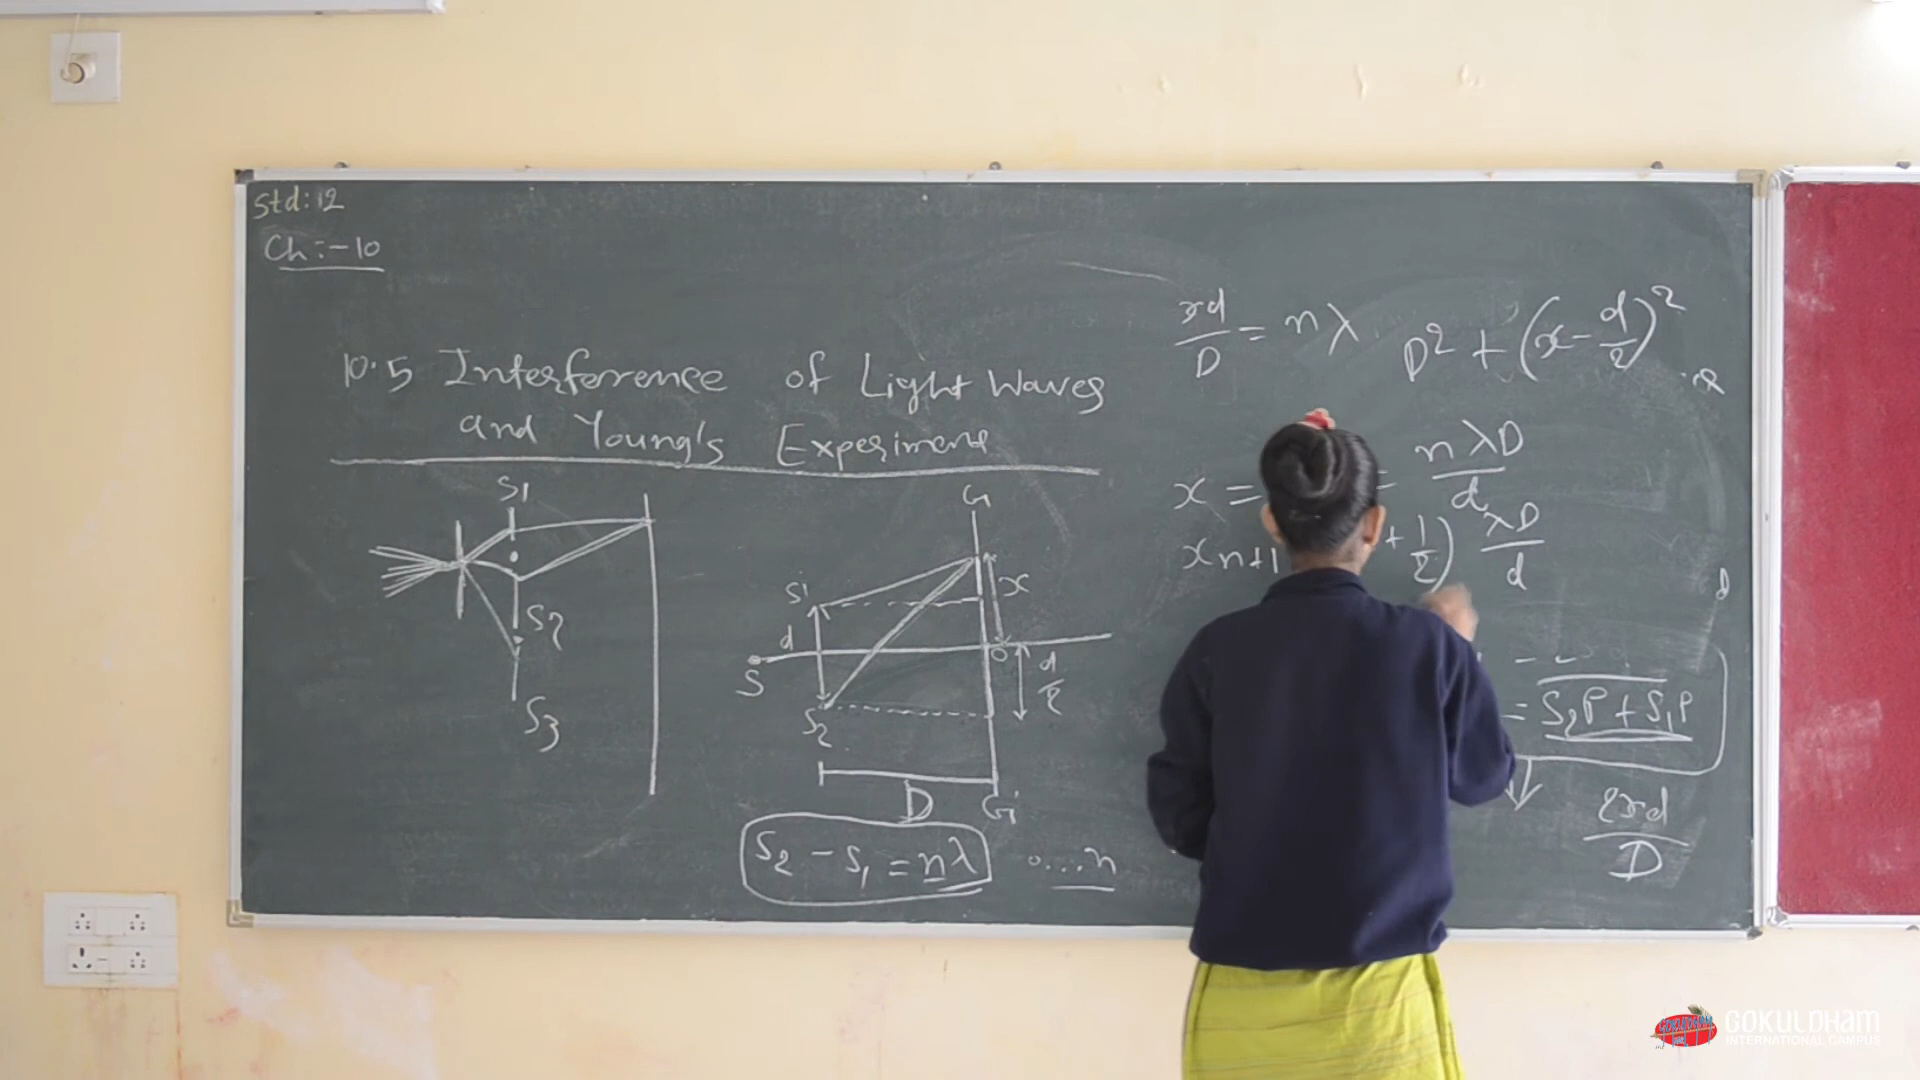 Std: 12
Ch:-10
10.5 Interference of Light Waves
and Young's Experiment
S1
S2
S3
G
S1
d
S
S2
x
O
d/2
D
G'
S2 - S1 = nλ
0....n
xd/D = nλ
D² + (x - d/2)²
x = = nλD/d
xn+1 + 1/2) λD/d
= S2P + S1P
2xd/D
GOKULDHAM
INTERNATIONAL CAMPUS